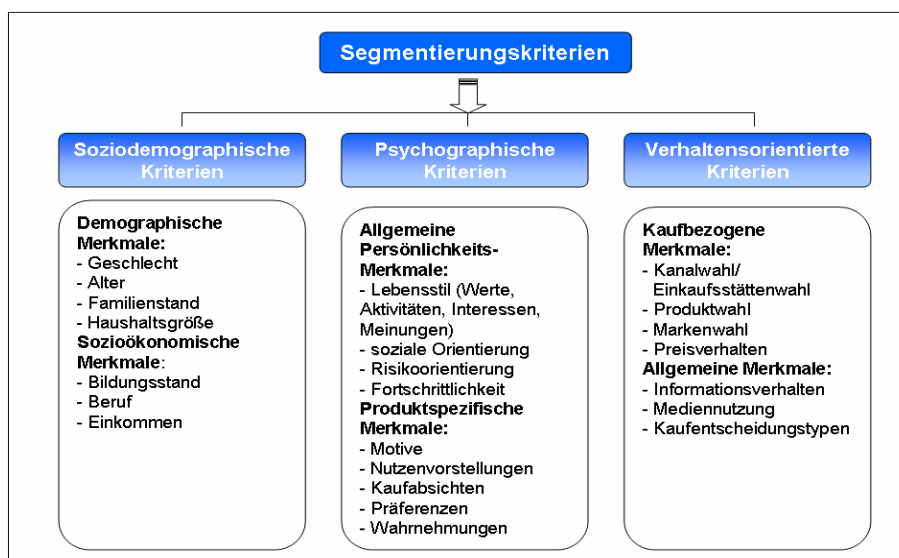 Segmentierungskriterien
Soziodemographische
Kriterien
Demographische
Merkmale:
- Geschlecht
- Alter
- Familienstand
- Haushaltsgröße
Sozioökonomische
Merkmale:
- Bildungsstand
- Beruf
- Einkommen
Psychographische
Kriterien
Allgemeine
Persönlichkeits-
Merkmale:
- Lebensstil (Werte,
Aktivitäten, Interessen,
Meinungen)
- soziale Orientierung
- Risikoorientierung
- Fortschrittlichkeit
Produktspezifische
Merkmale:
- Motive
- Nutzenvorstellungen
- Kaufabsichten
- Präferenzen
- Wahrnehmungen
Verhaltensorientierte
Kriterien
Kaufbezogene
Merkmale:
- Kanalwahl/
Einkaufsstättenwahl
- Produktwahl
- Markenwahl
- Preisverhalten
Allgemeine Merkmale:
- Informationsverhalten
- Mediennutzung
- Kaufentscheidungstypen